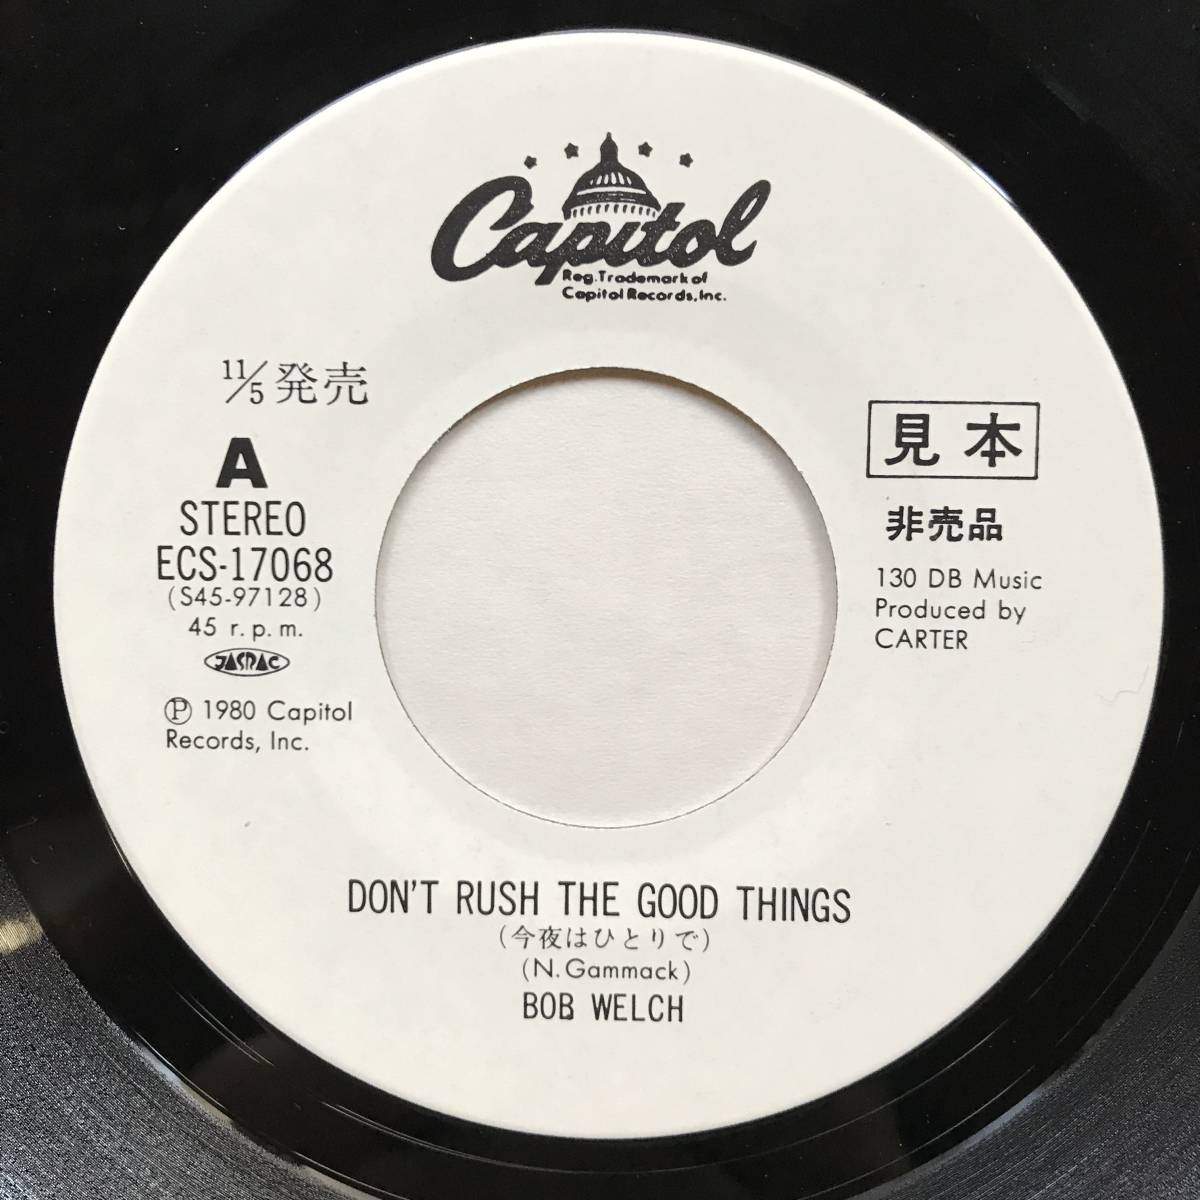 Capitol
Reg. Trademark of
Capitol Records, Inc.
11/5 発売
A
STEREO
ECS-17068
(S45-97128)
45 r.p.m.
JASRAC
Ⓟ 1980 Capitol
Records, Inc.
見本
非売品
130 DB Music
Produced by
CARTER
DON'T RUSH THE GOOD THINGS
(今夜はひとりで)
(N. Gammack)
BOB WELCH